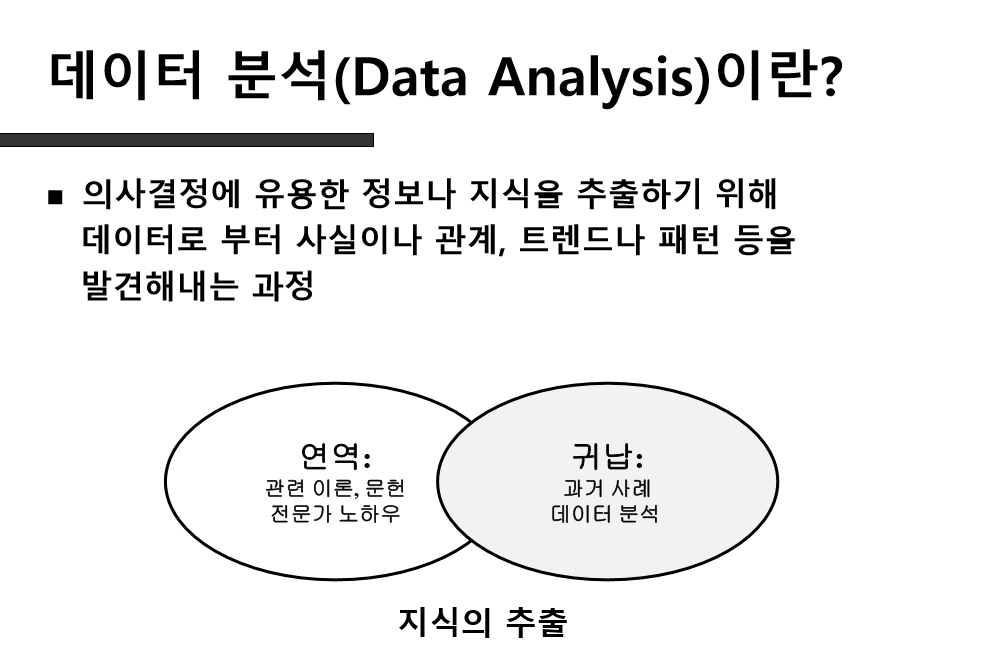 데이터 분석(Data Analysis)이란?
■ 의사결정에 유용한 정보나 지식을 추출하기 위해
데이터로 부터 사실이나 관계, 트렌드나 패턴 등을
발견해내는 과정
연역:
관련 이론, 문헌
전문가 노하우
귀납:
과거 사례
데이터 분석
지식의 추출